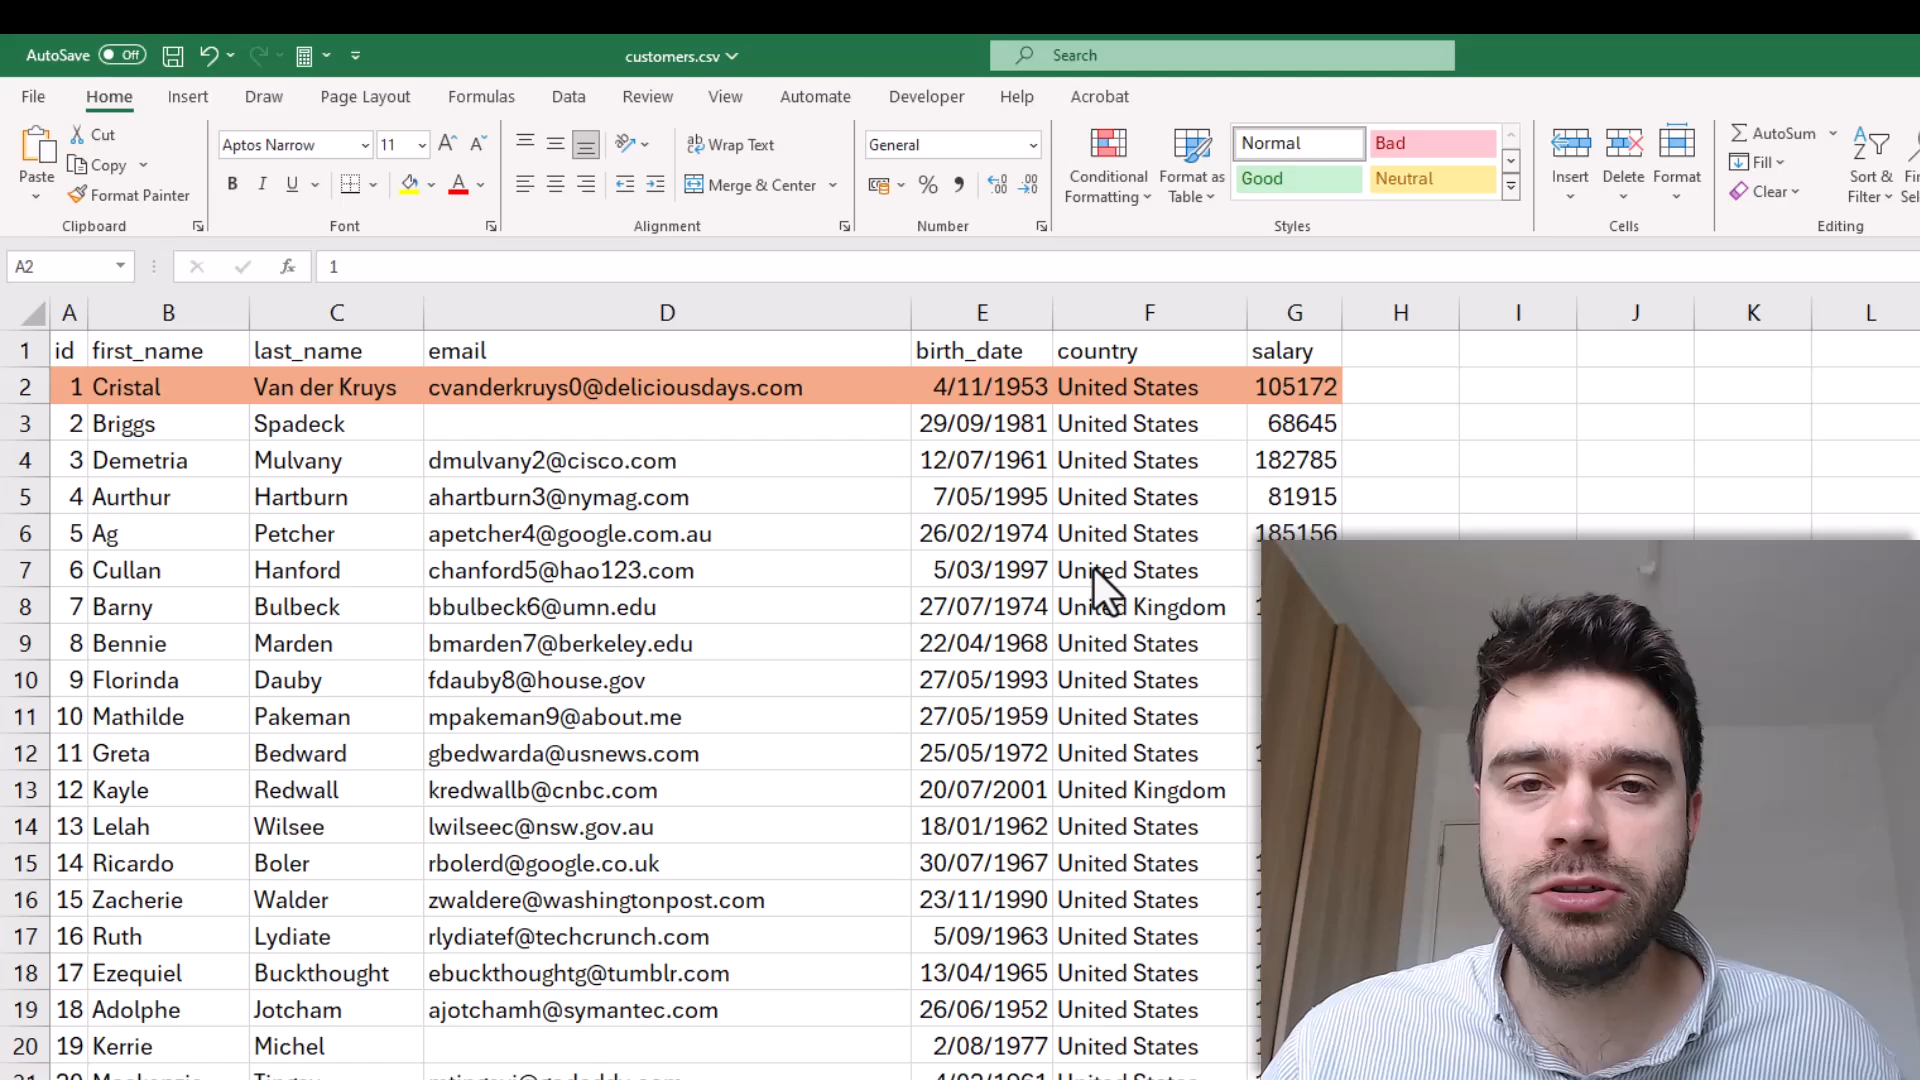 AutoSave Off customers.csv Search
File Home Insert Draw Page Layout Formulas Data Review View Automate Developer Help Acrobat
Paste Cut Copy Format Painter
Clipboard
Aptos Narrow 11
B I U A
Font
Wrap Text
Merge & Center
Alignment
General
Number
Conditional Formatting
Format as Table
Normal Bad
Good Neutral
Styles
Insert Delete Format
Cells
AutoSum
Fill
Clear
Sort & Filter
Editing
A2 fx 1
A B C D E F G H I J K L
1 id first_name last_name email birth_date country salary
2 1 Cristal Van der Kruys cvanderkruys0@deliciousdays.com 4/11/1953 United States 105172
3 2 Briggs Spadeck 29/09/1981 United States 68645
4 3 Demetria Mulvany dmulvany2@cisco.com 12/07/1961 United States 182785
5 4 Aurthur Hartburn ahartburn3@nymag.com 7/05/1995 United States 81915
6 5 Ag Petcher apetcher4@google.com.au 26/02/1974 United States 185156
7 6 Cullan Hanford chanford5@hao123.com 5/03/1997 United States
8 7 Barny Bulbeck bbulbeck6@umn.edu 27/07/1974 United Kingdom
9 8 Bennie Marden bmarden7@berkeley.edu 22/04/1968 United States
10 9 Florinda Dauby fdauby8@house.gov 27/05/1993 United States
11 10 Mathilde Pakeman mpakeman9@about.me 27/05/1959 United States
12 11 Greta Bedward gbedwarda@usnews.com 25/05/1972 United States
13 12 Kayle Redwall kredwallb@cnbc.com 20/07/2001 United Kingdom
14 13 Lelah Wilsee lwilseec@nsw.gov.au 18/01/1962 United States
15 14 Ricardo Boler rbolerd@google.co.uk 30/07/1967 United States
16 15 Zacherie Walder zwaldere@washingtonpost.com 23/11/1990 United States
17 16 Ruth Lydiate rlydiatef@techcrunch.com 5/09/1963 United States
18 17 Ezequiel Buckthought ebuckthoughtg@tumblr.com 13/04/1965 United States
19 18 Adolphe Jotcham ajotchamh@symantec.com 26/06/1952 United States
20 19 Kerrie Michel 2/08/1977 United States